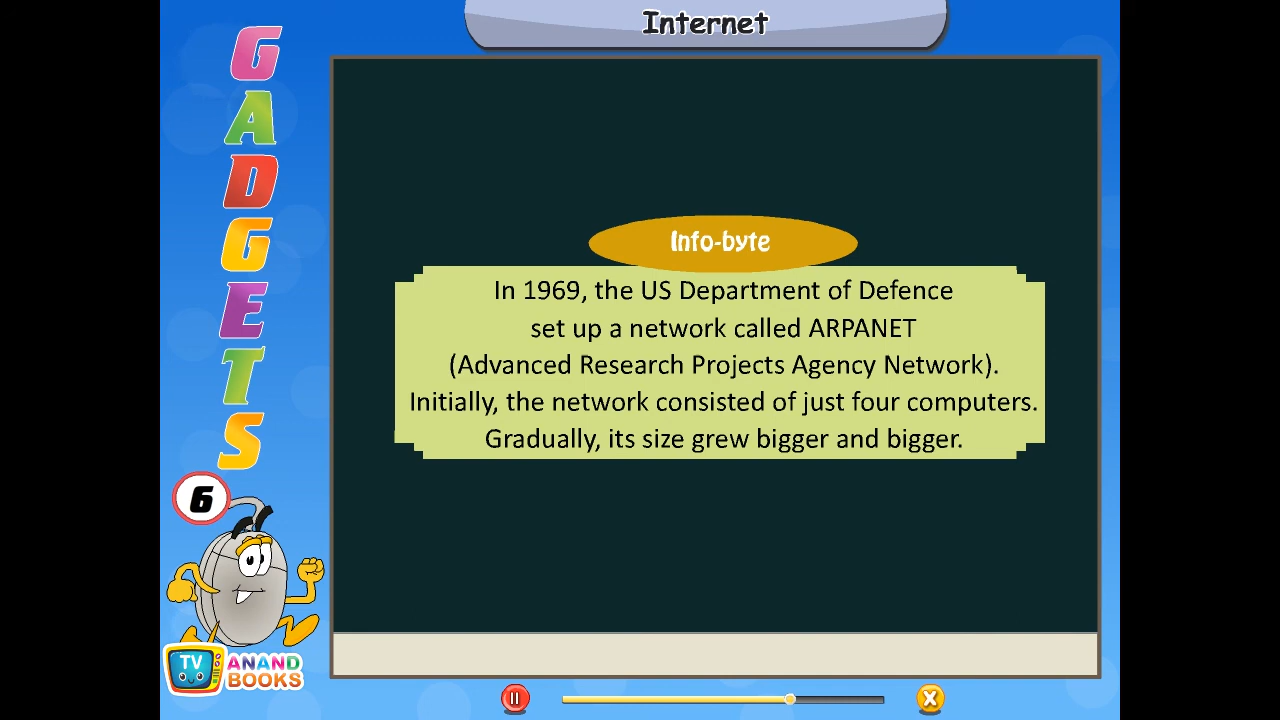 Internet
GADGETS
6
Info-byte
In 1969, the US Department of Defence
set up a network called ARPANET
(Advanced Research Projects Agency Network).
Initially, the network consisted of just four computers.
Gradually, its size grew bigger and bigger.
TV
ANAND
BOOKS
X